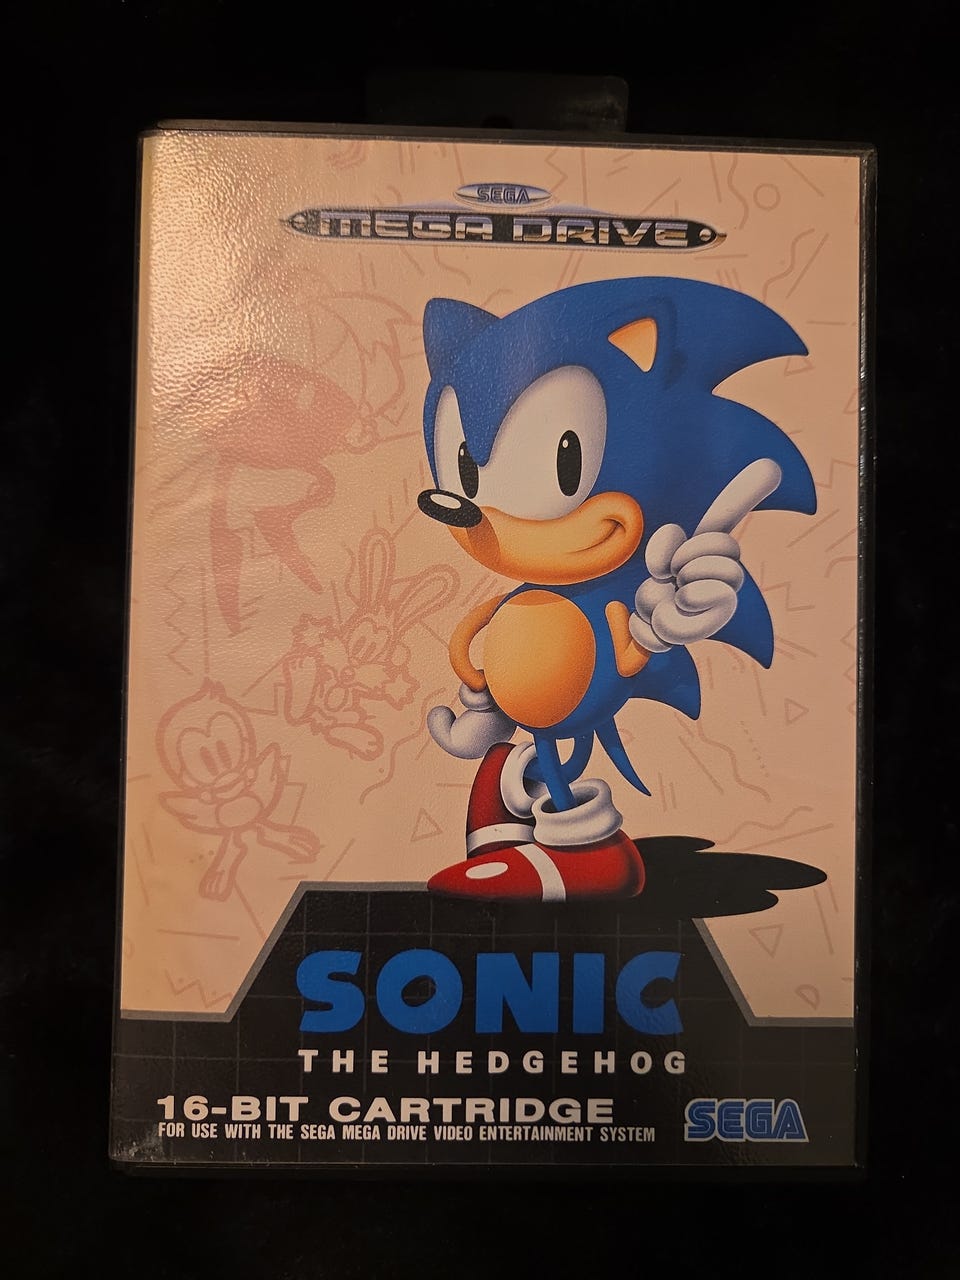 SEGA
MEGA DRIVE
SONIC
THE HEDGEHOG
16-BIT CARTRIDGE
FOR USE WITH THE SEGA MEGA DRIVE VIDEO ENTERTAINMENT SYSTEM
SEGA